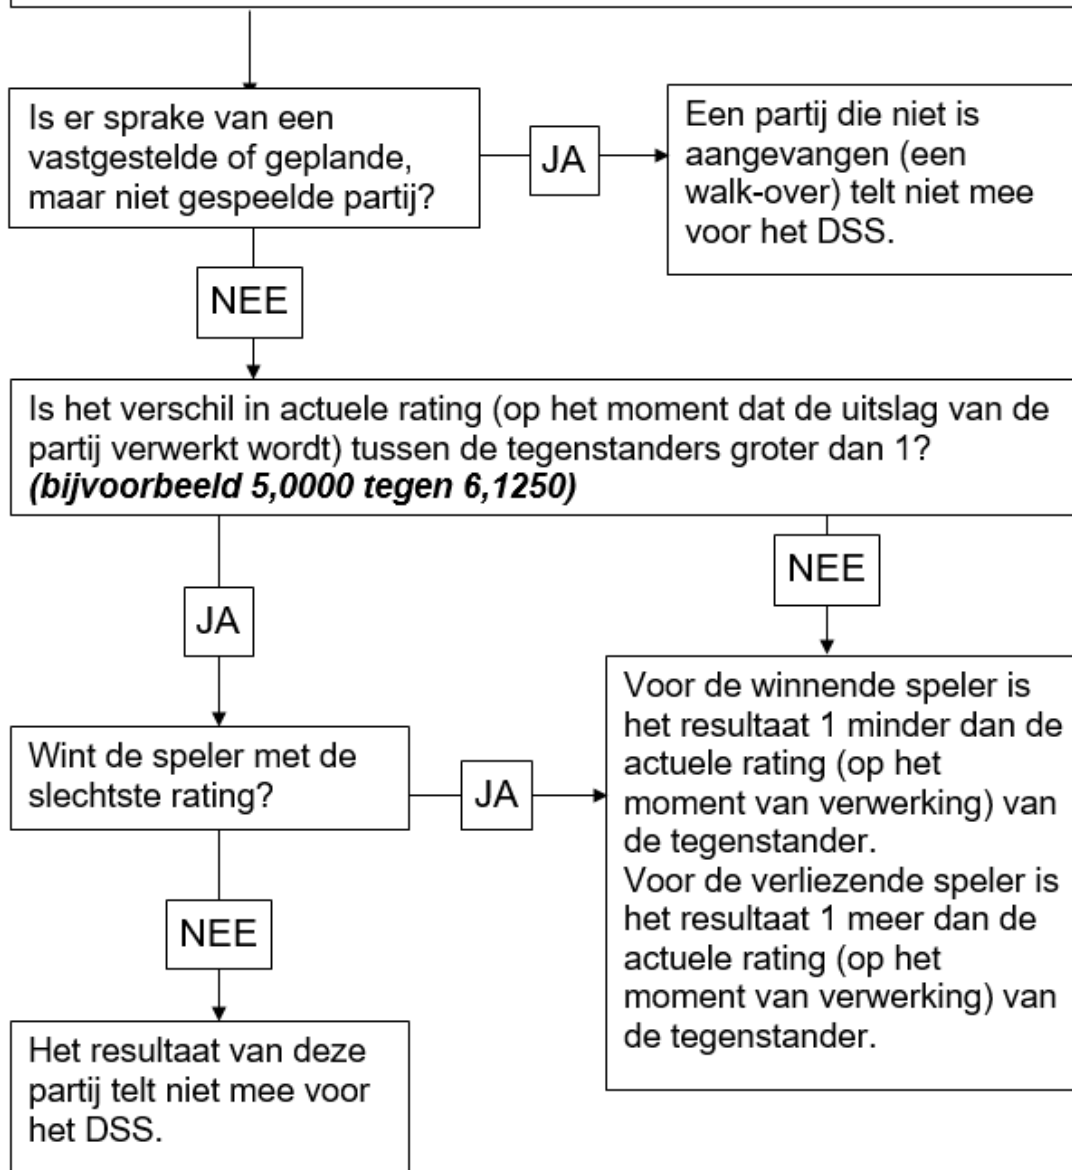 Is er sprake van een
vastgestelde of geplande,
maar niet gespeelde partij?
JA
Een partij die niet is
aangevangen (een
walk-over) telt niet mee
voor het DSS.
NEE
Is het verschil in actuele rating (op het moment dat de uitslag van de
partij verwerkt wordt) tussen de tegenstanders groter dan 1?
(bijvoorbeeld 5,0000 tegen 6,1250)
NEE
JA
Wint de speler met de
slechtste rating?
JA
Voor de winnende speler is
het resultaat 1 minder dan de
actuele rating (op het
moment van verwerking) van
de tegenstander.
Voor de verliezende speler is
het resultaat 1 meer dan de
actuele rating (op het
moment van verwerking) van
de tegenstander.
NEE
Het resultaat van deze
partij telt niet mee voor
het DSS.